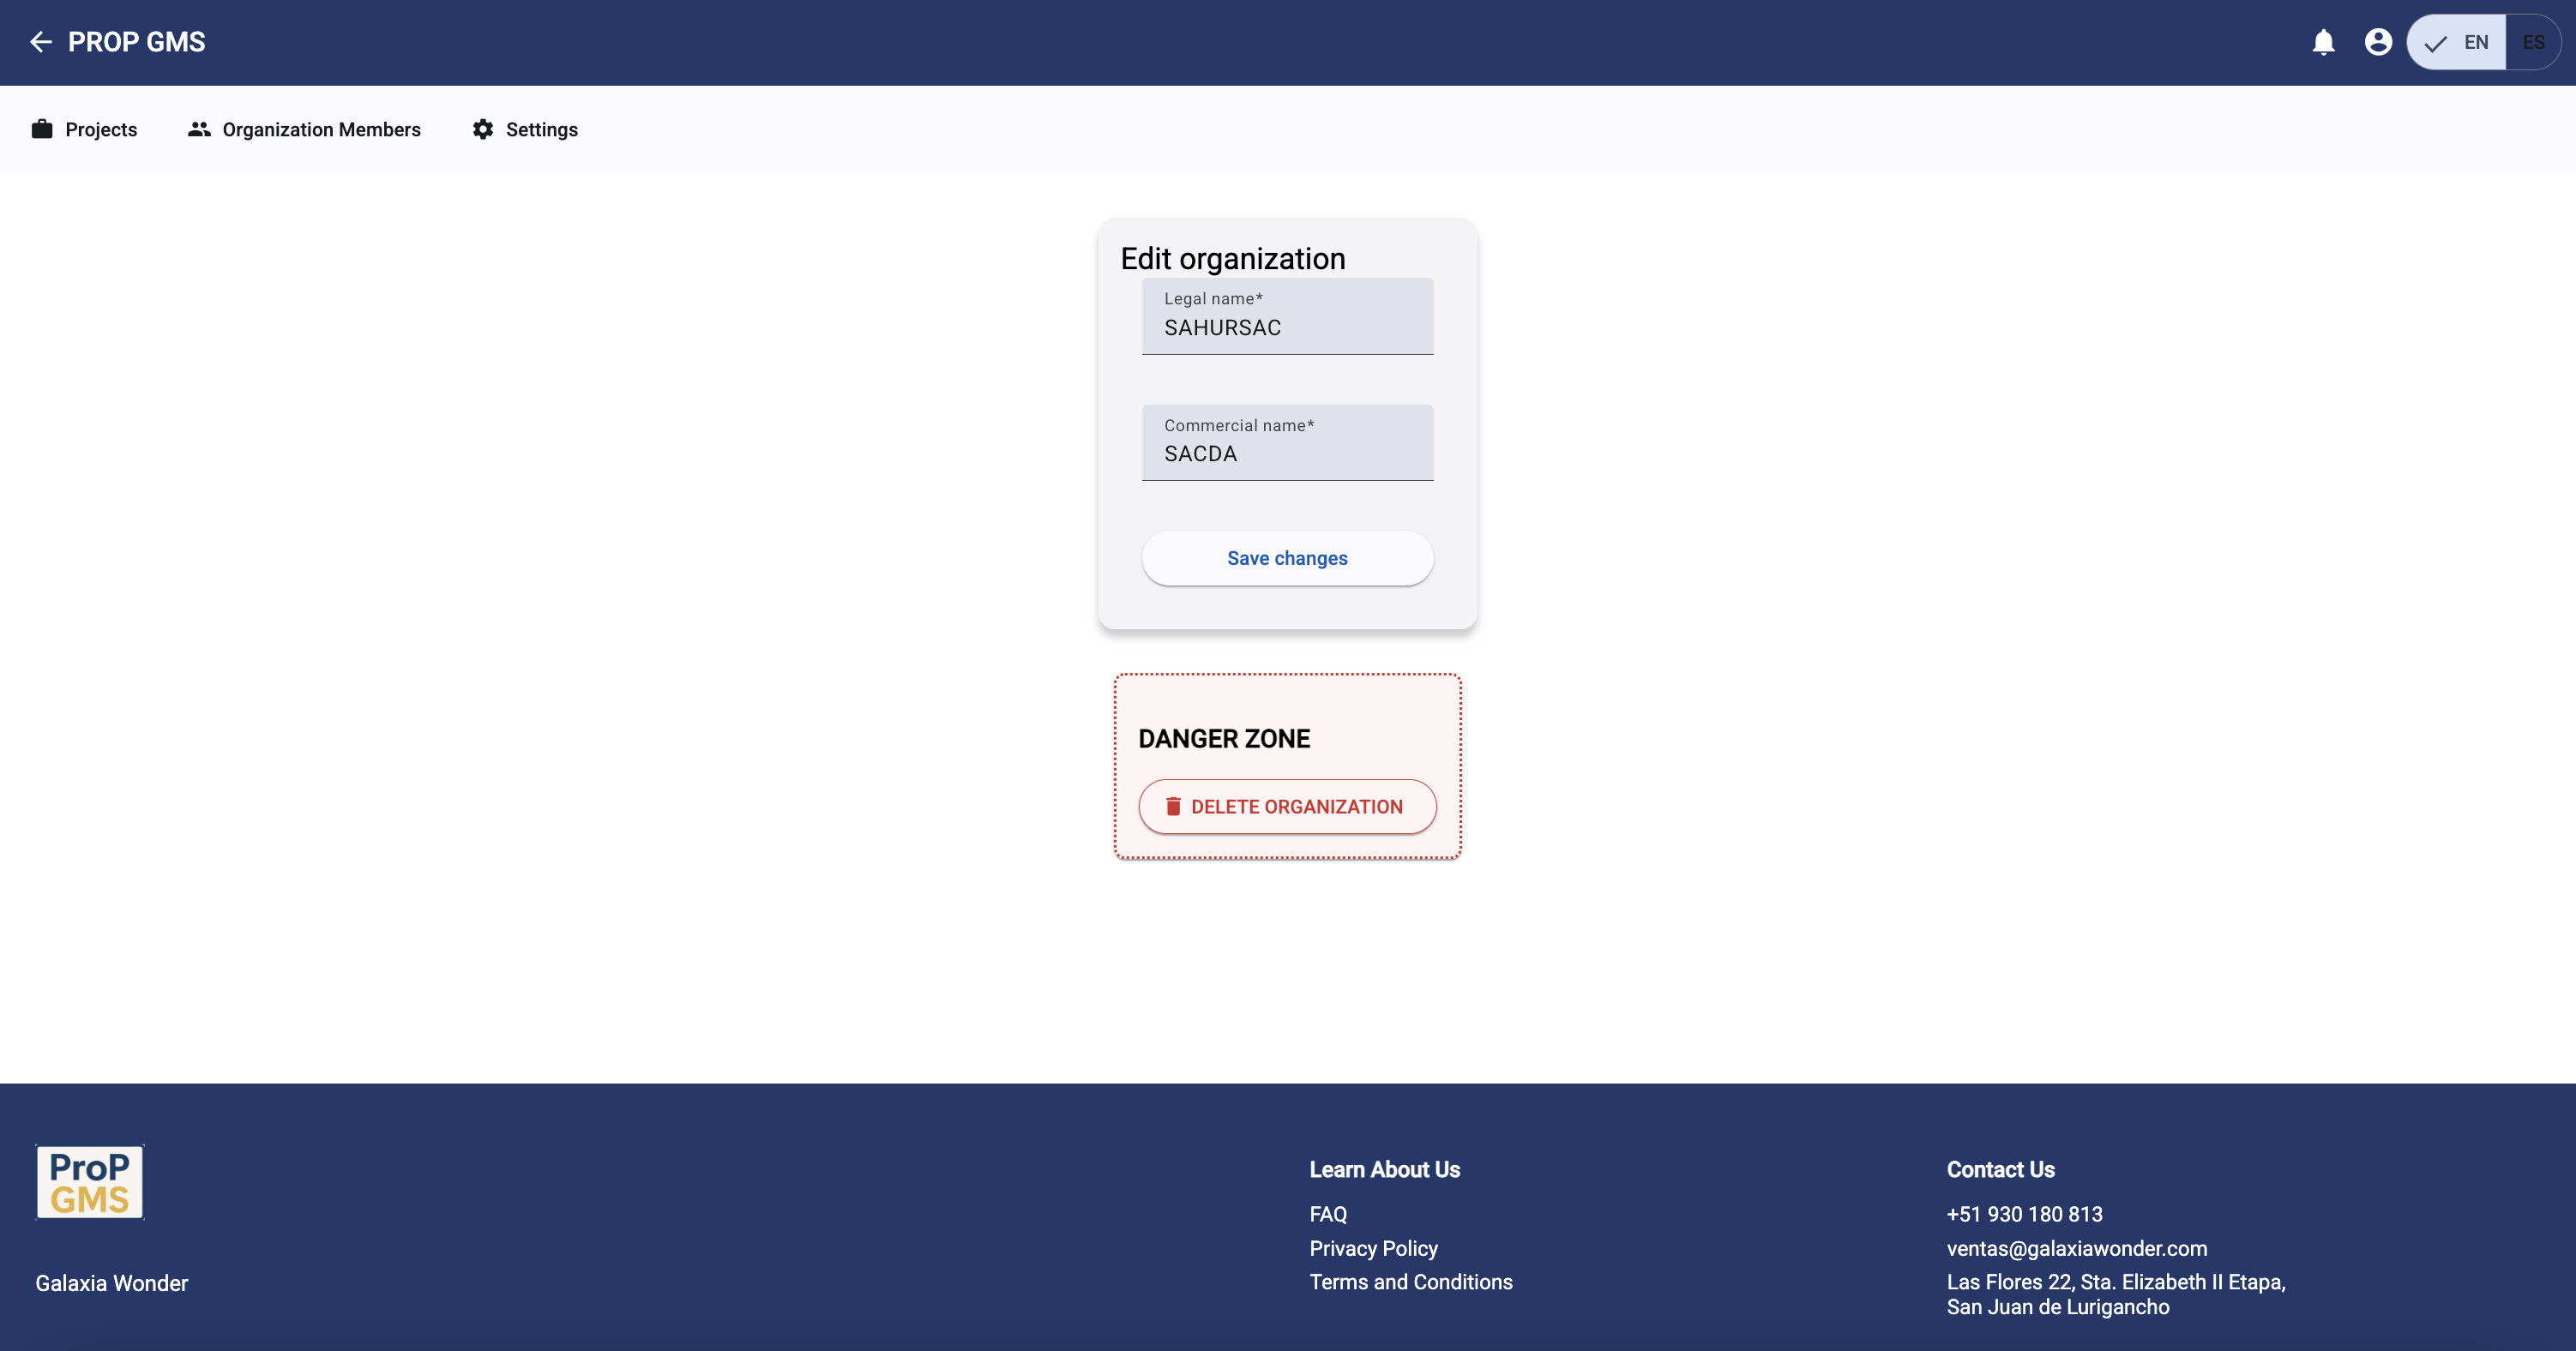 PROP GMS
EN
ES
Projects
Organization Members
Settings
Edit organization
Legal name*
SAHURSAC
Commercial name*
SACDA
Save changes
DANGER ZONE
DELETE ORGANIZATION
ProP
GMS
Galaxia Wonder
Learn About Us
FAQ
Privacy Policy
Terms and Conditions
Contact Us
+51 930 180 813
ventas@galaxiawonder.com
Las Flores 22, Sta. Elizabeth II Etapa,
San Juan de Lurigancho